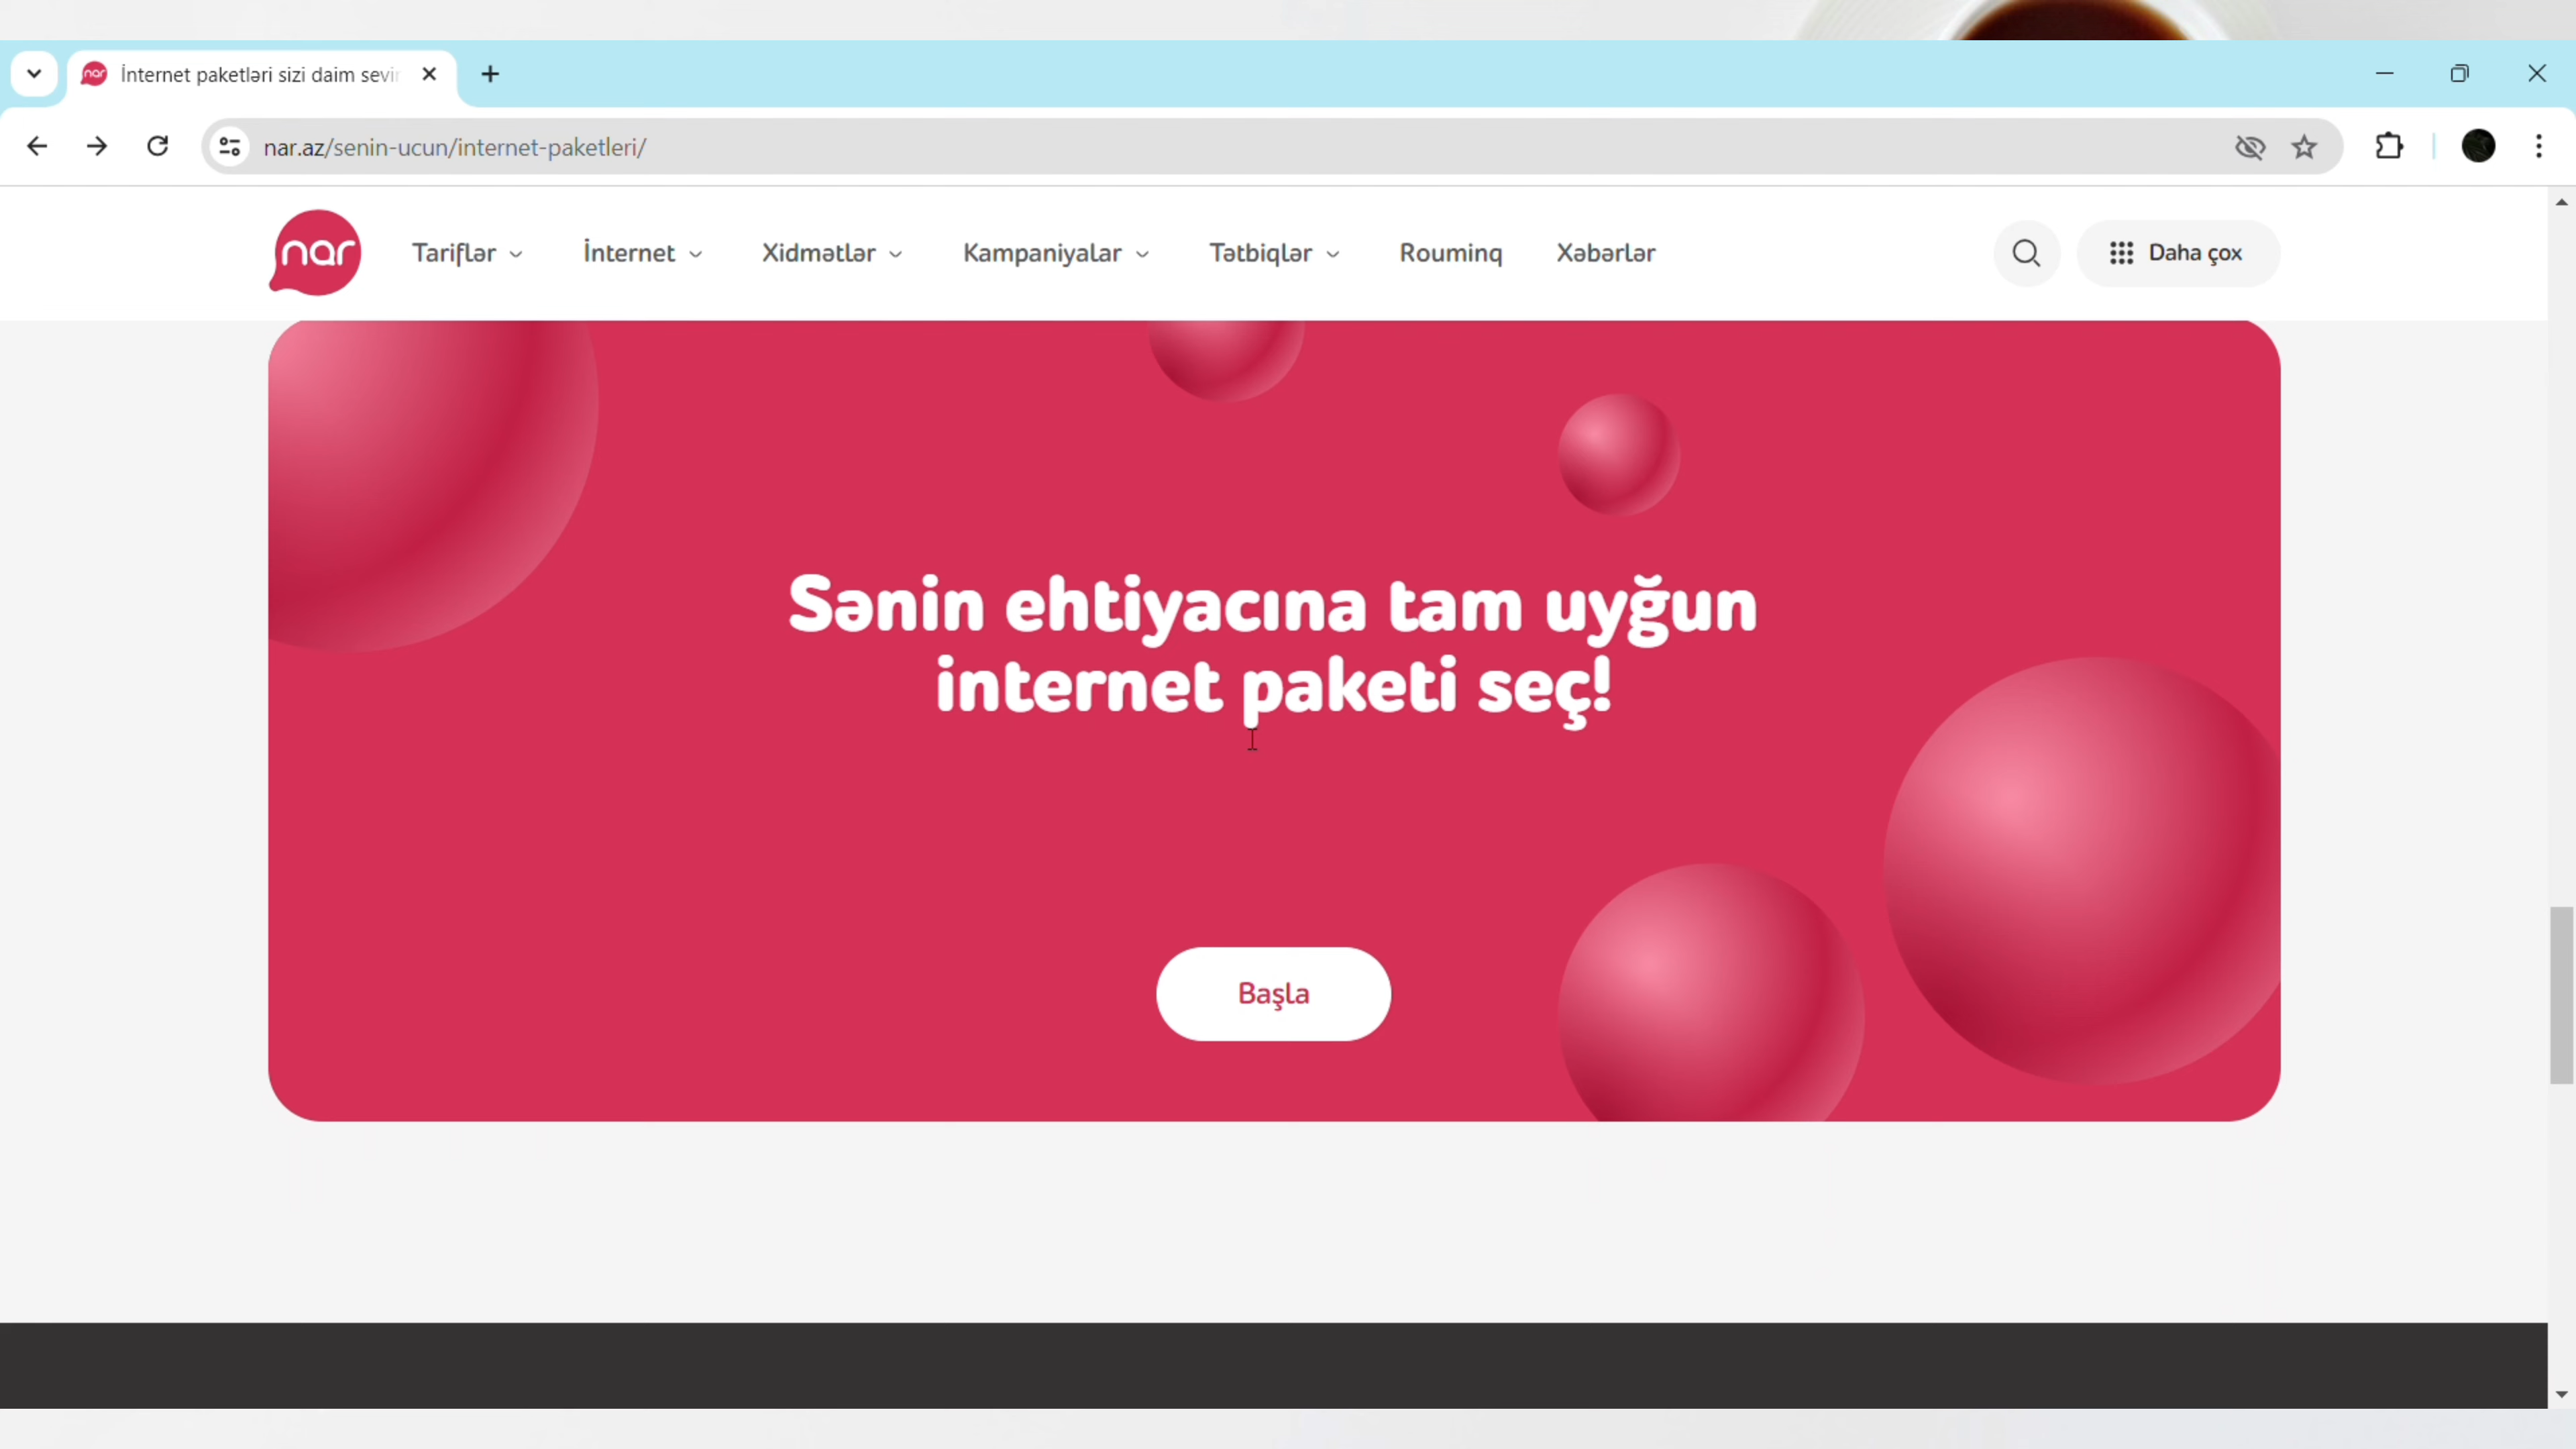 İnternet paketləri sizi daim sevir
nar.az/senin-ucun/internet-paketleri/
nar
Tariflər
İnternet
Xidmətlər
Kampaniyalar
Tətbiqlər
Rouminq
Xəbərlər
Daha çox
Sənin ehtiyacına tam uyğun
internet paketi seç!
Başla